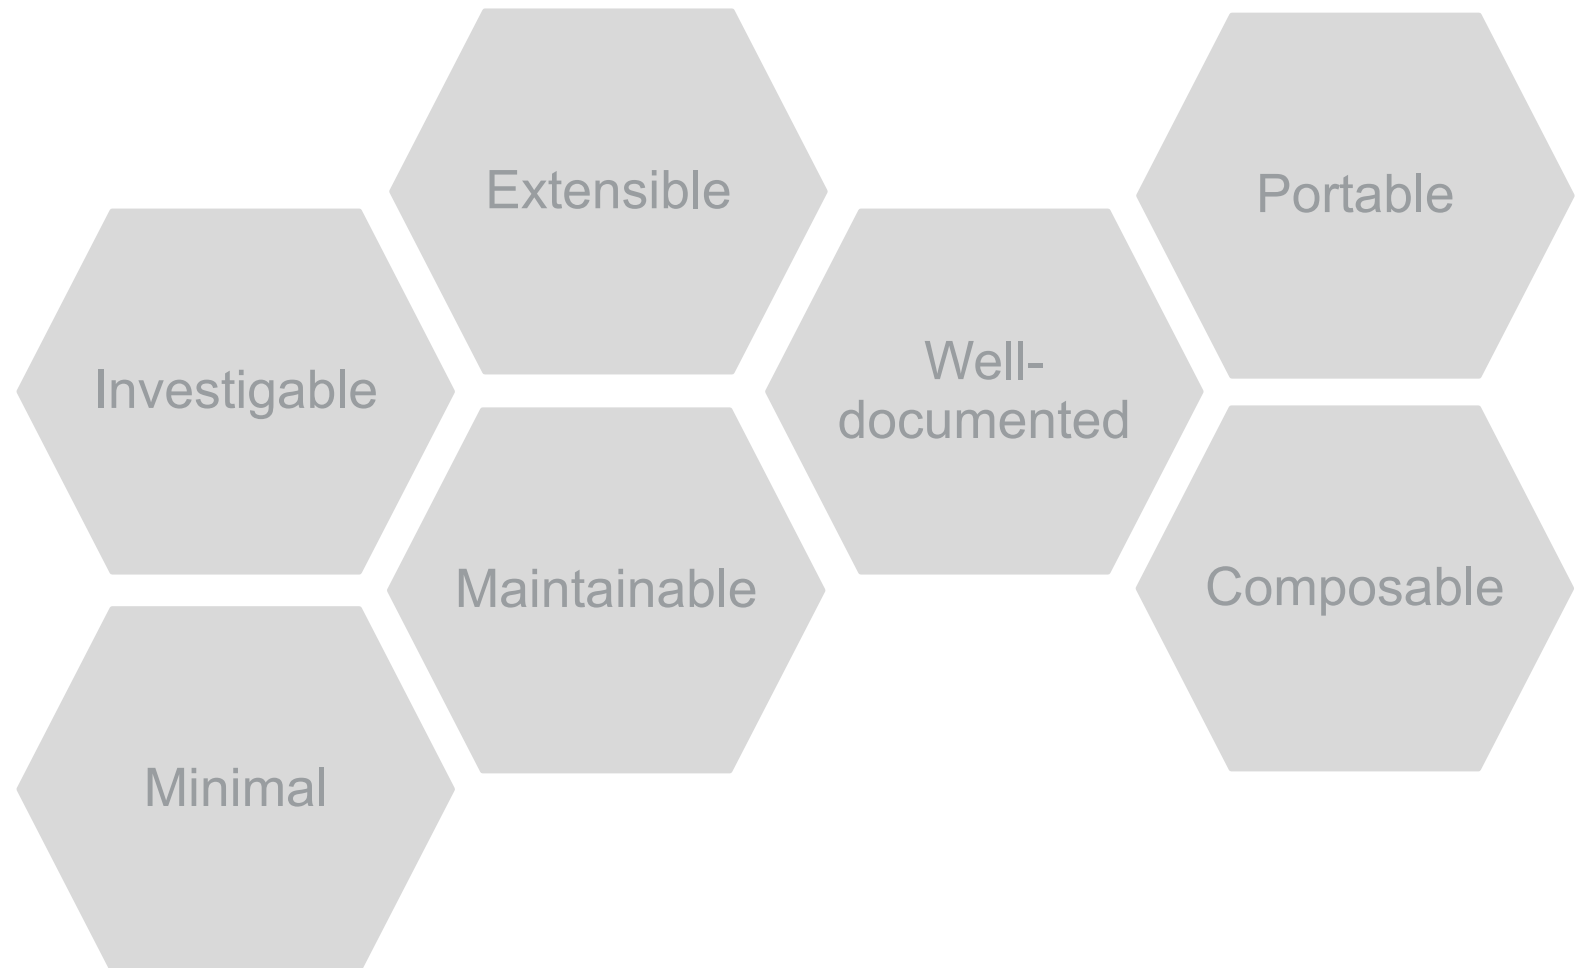 Extensible
Portable
Investigable
Well-
documented
Maintainable
Composable
Minimal